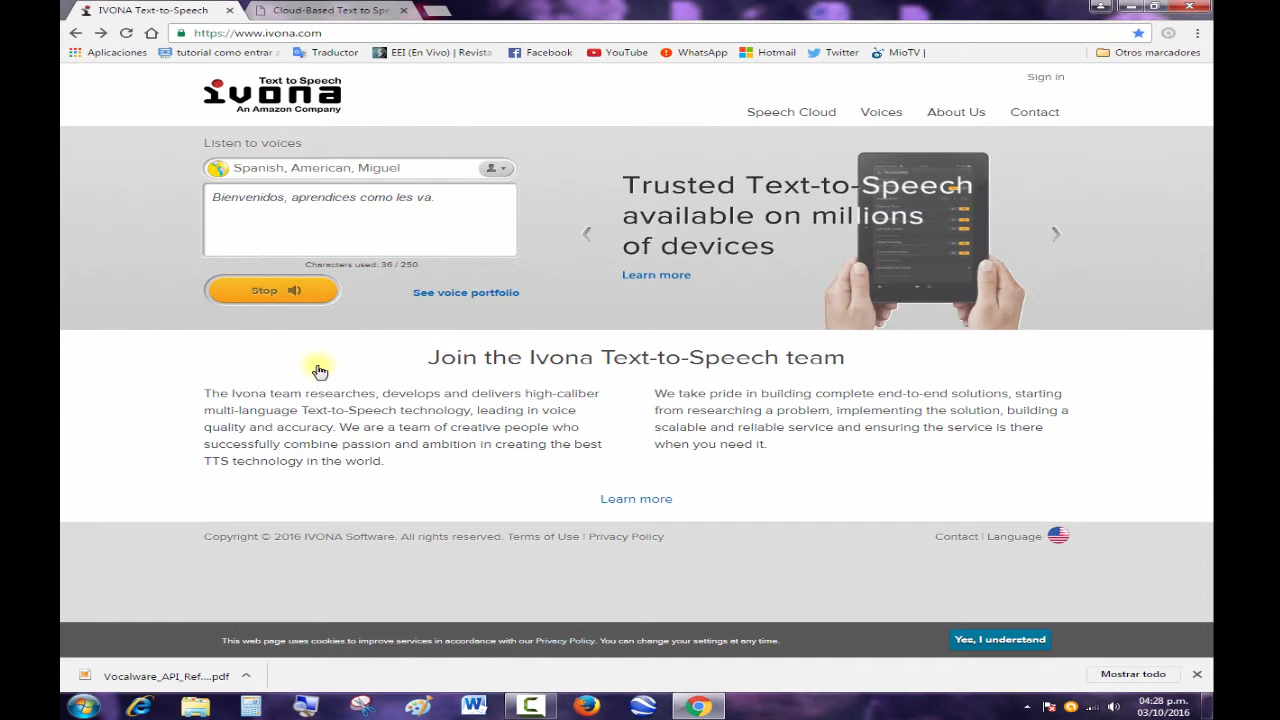 IVONA Text-to-Speech
Cloud-Based Text to Spe
https://www.ivona.com
Aplicaciones
tutorial como entrar
Traductor
EEI (En Vivo) | Revista
Facebook
YouTube
WhatsApp
Hotmail
Twitter
MioTV |
Otros marcadores
Text to Speech
ivona
An Amazon Company
Sign in
Speech Cloud
Voices
About Us
Contact
Listen to voices
Spanish, American, Miguel
Bienvenidos, aprendices como les va.
Characters used: 36 / 250
Stop
See voice portfolio
Trusted Text-to-Speech
available on millions
of devices
Learn more
Join the Ivona Text-to-Speech team
The Ivona team researches, develops and delivers high-caliber
multi-language Text-to-Speech technology, leading in voice
quality and accuracy. We are a team of creative people who
successfully combine passion and ambition in creating the best
TTS technology in the world.
We take pride in building complete end-to-end solutions, starting
from researching a problem, implementing the solution, building a
scalable and reliable service and ensuring the service is there
when you need it.
Learn more
Copyright © 2016 IVONA Software. All rights reserved. Terms of Use | Privacy Policy
Contact | Language
This web page uses cookies to improve services in accordance with our Privacy Policy. You can change your settings at any time.
Yes, I understand
Vocalware_API_Ref....pdf
Mostrar todo
04:28 p.m.
03/10/2016